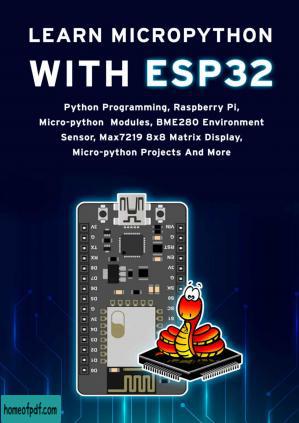 LEARN MICROPYTHON
WITH ESP32
Python Programming, Raspberry Pi,
Micro-python Modules, BME280 Environment
Sensor, Max7219 8x8 Matrix Display,
Micro-python Projects And More
homeofpdf.com